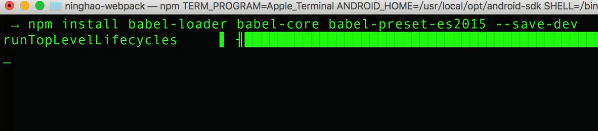 ninghao-webpack — npm TERM_PROGRAM=Apple_Terminal ANDROID_HOME=/usr/local/opt/android-sdk SHELL=/bin
→ npm install babel-loader babel-core babel-preset-es2015 --save-dev
runTopLevelLifecycles